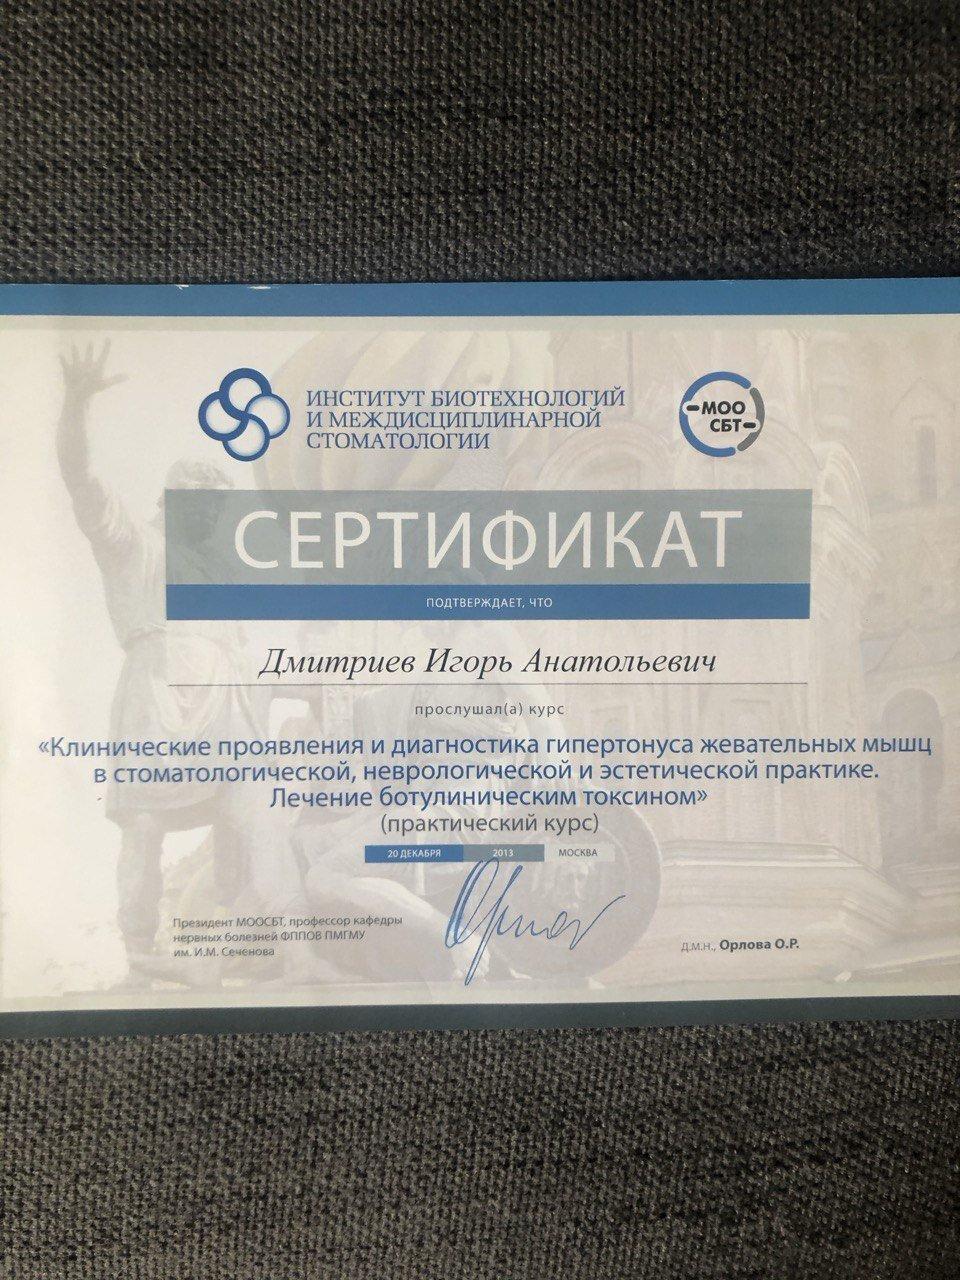 ИНСТИТУТ БИОТЕХНОЛОГИЙ
И МЕЖДИСЦИПЛИНАРНОЙ
СТОМАТОЛОГИИ
МОО
СБТ
СЕРТИФИКАТ
ПОДТВЕРЖДАЕТ, ЧТО
Дмитриев Игорь Анатольевич
прослушал(а) курс
«Клинические проявления и диагностика гипертонуса жевательных мышц
в стоматологической, неврологической и эстетической практике.
Лечение ботулиническим токсином»
(практический курс)
20 ДЕКАБРЯ 2013 МОСКВА
Президент МООСБТ, профессор кафедры
нервных болезней ФППОВ ПМГМУ
им. И.М. Сеченова
д.м.н., Орлова О.Р.